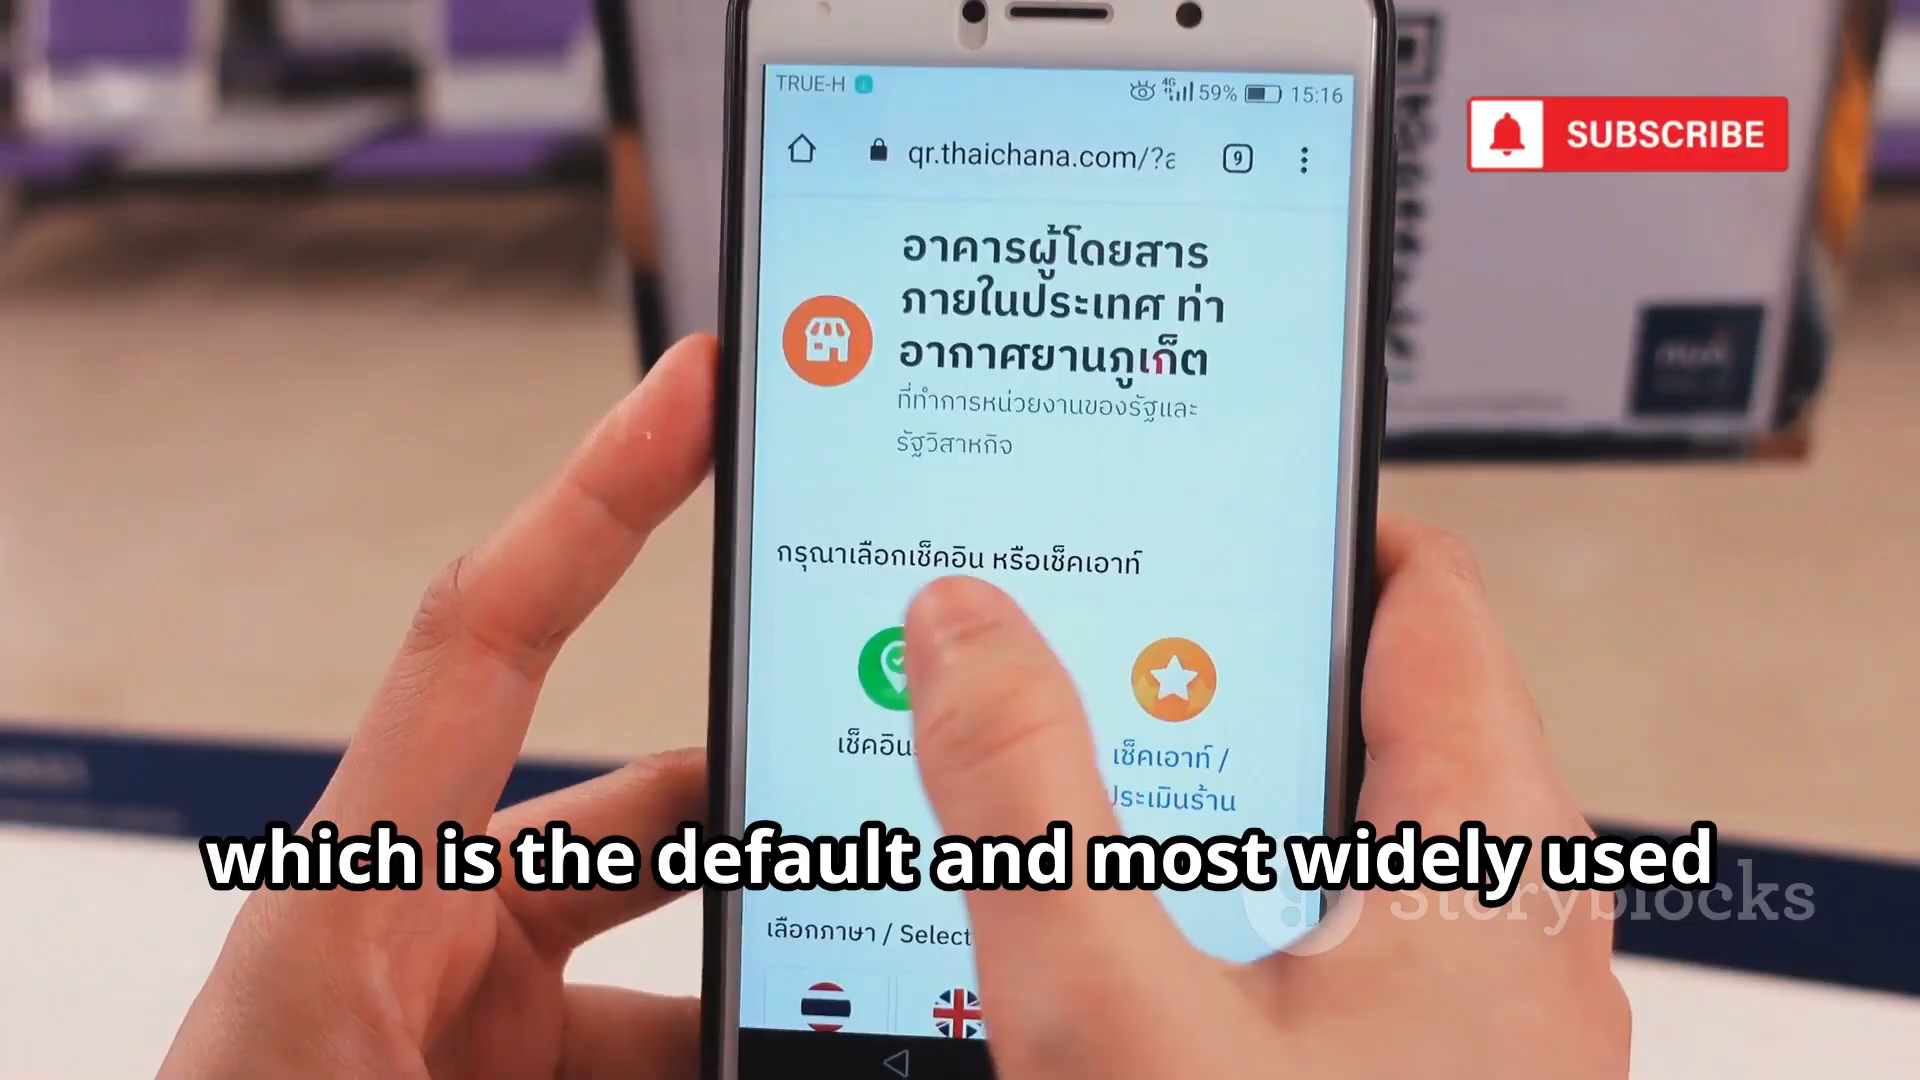 TRUE-H
4G
59%
15:16
qr.thaichana.com/?a
9
SUBSCRIBE
อาคารผู้โดยสาร
ภายในประเทศ ท่า
อากาศยานภูเก็ต
ที่ทำการหน่วยงานของรัฐและ
รัฐวิสาหกิจ
กรุณาเลือกเช็คอิน หรือเช็คเอาท์
เช็คอิน
เช็คเอาท์ /
ประเมินร้าน
which is the default and most widely used
Storyblocks
เลือกภาษา / Select